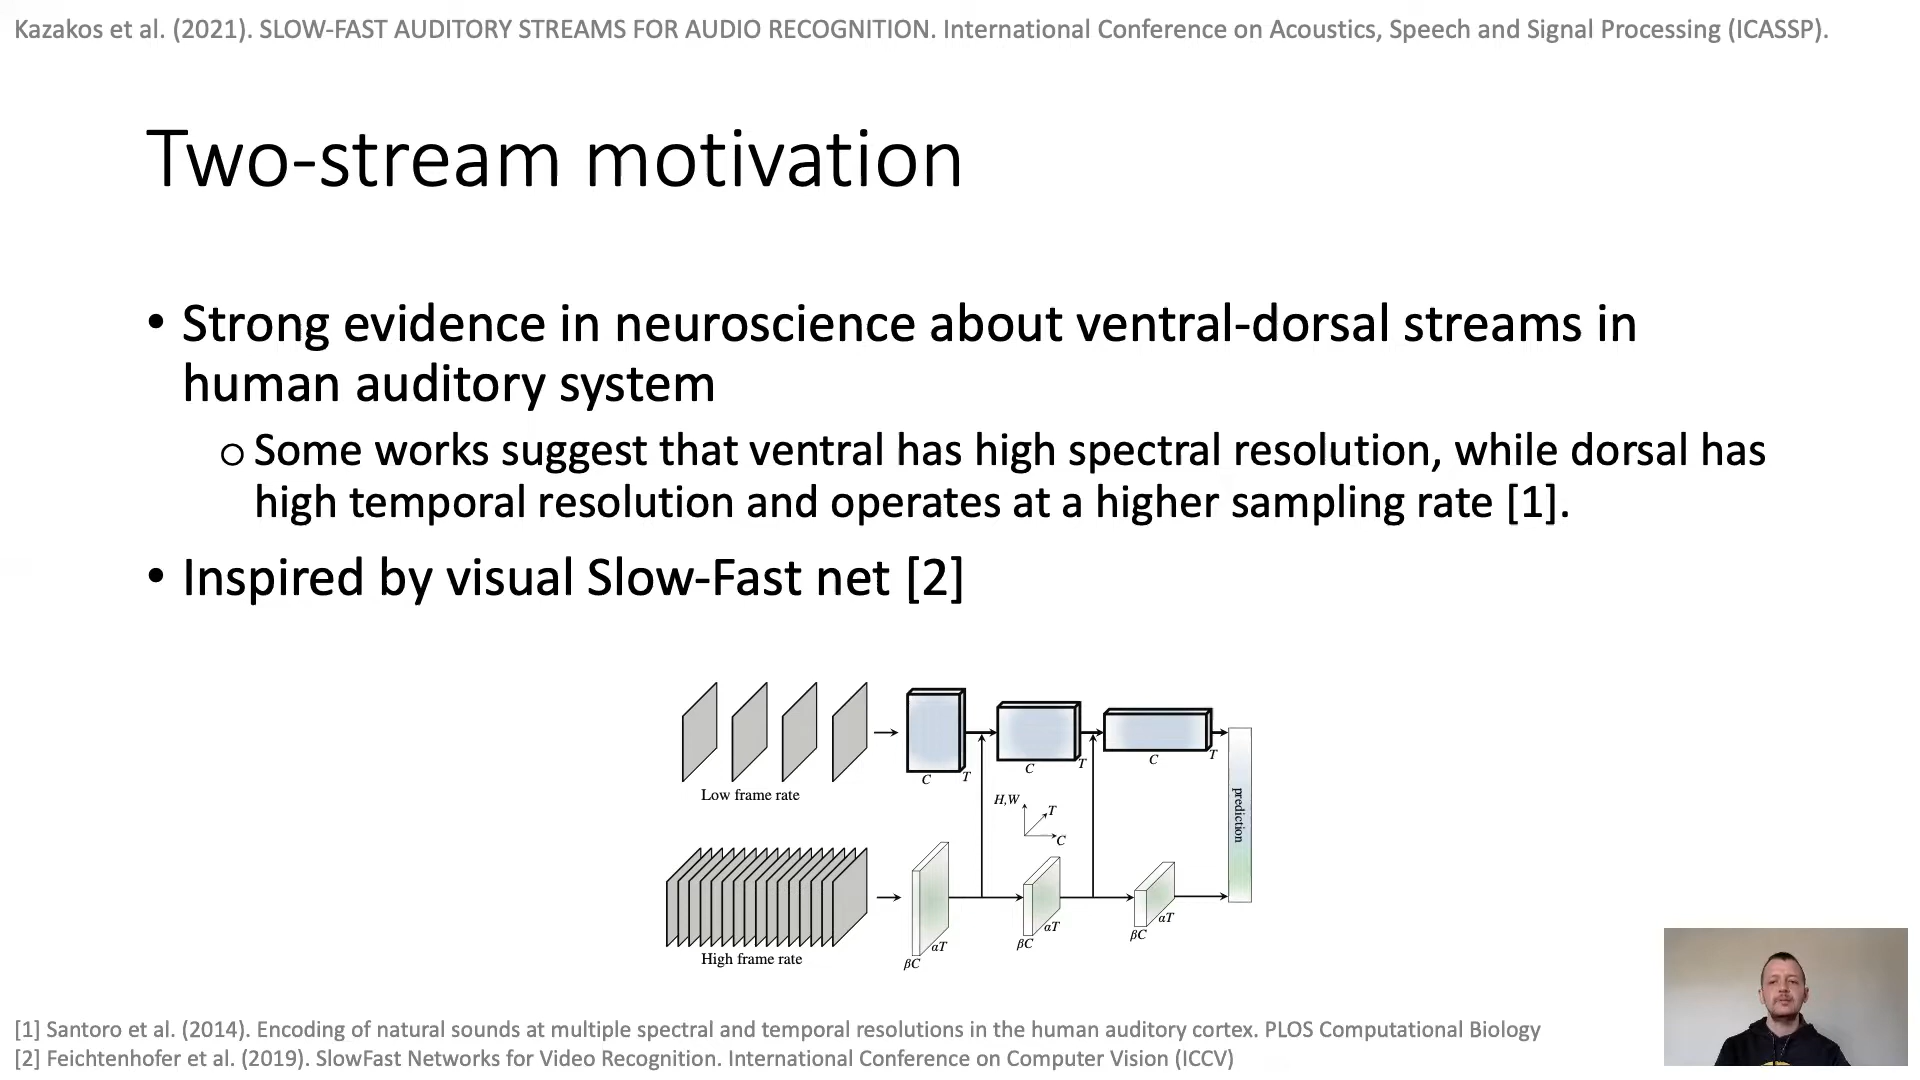 Kazakos et al. (2021). SLOW-FAST AUDITORY STREAMS FOR AUDIO RECOGNITION. International Conference on Acoustics, Speech and Signal Processing (ICASSP).
Two-stream motivation
• Strong evidence in neuroscience about ventral-dorsal streams in
human auditory system
o Some works suggest that ventral has high spectral resolution, while dorsal has
high temporal resolution and operates at a higher sampling rate [1].
• Inspired by visual Slow-Fast net [2]
Low frame rate
C T
C T
C T
H,W
T
C
prediction
High frame rate
βC αT
βC αT
βC αT
[1] Santoro et al. (2014). Encoding of natural sounds at multiple spectral and temporal resolutions in the human auditory cortex. PLOS Computational Biology
[2] Feichtenhofer et al. (2019). SlowFast Networks for Video Recognition. International Conference on Computer Vision (ICCV)